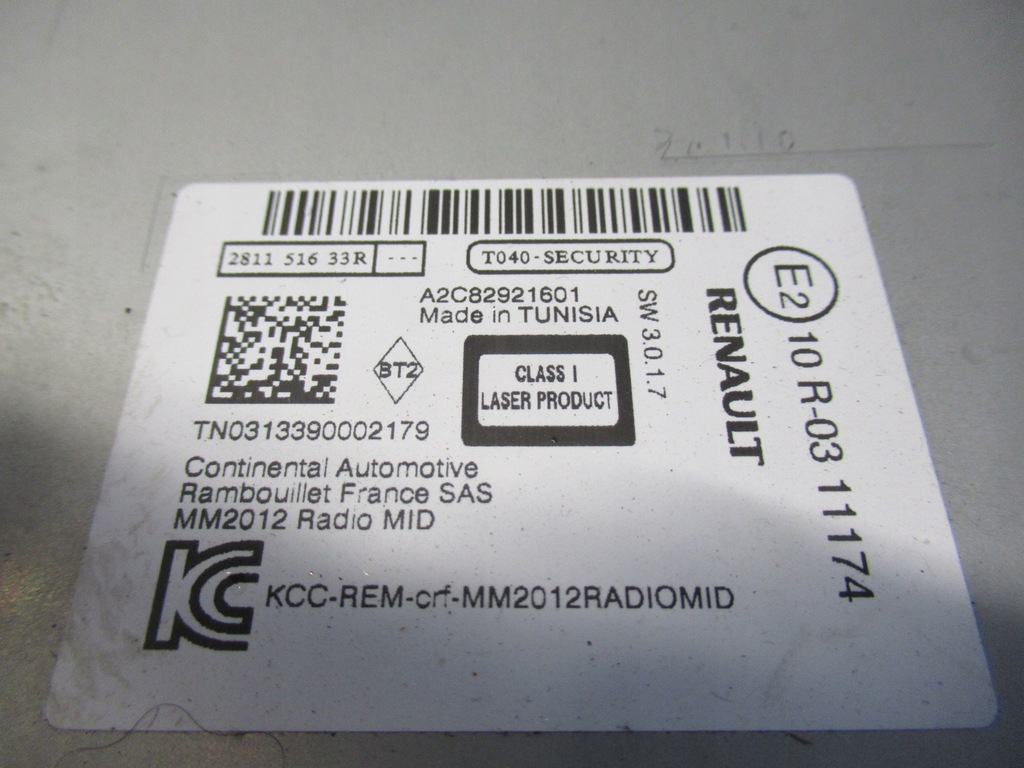 2811 516 33R ---
T040-SECURITY
A2C82921601
Made in TUNISIA
SW 3.0.1.7
RENAULT
E2 10 R-03 11174
BT2
CLASS I
LASER PRODUCT
TN0313390002179
Continental Automotive
Rambouillet France SAS
MM2012 Radio MID
KC KCC-REM-crf-MM2012RADIOMID